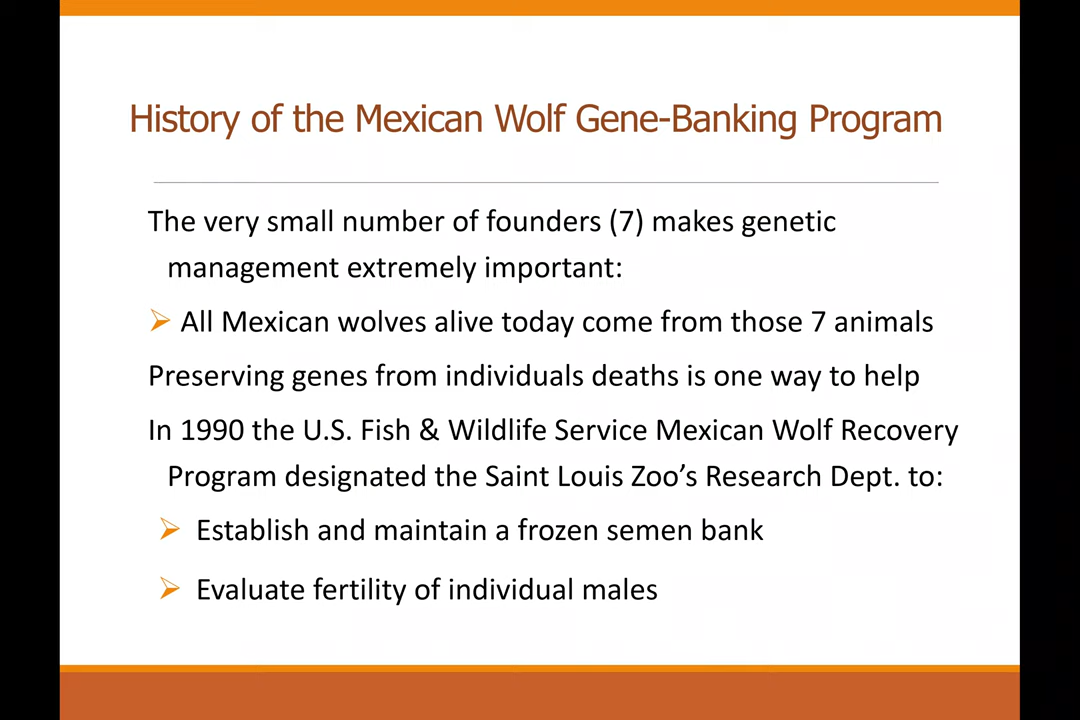 History of the Mexican Wolf Gene-Banking Program
The very small number of founders (7) makes genetic
management extremely important:
All Mexican wolves alive today come from those 7 animals
Preserving genes from individuals deaths is one way to help
In 1990 the U.S. Fish & Wildlife Service Mexican Wolf Recovery
Program designated the Saint Louis Zoo’s Research Dept. to:
Establish and maintain a frozen semen bank
Evaluate fertility of individual males